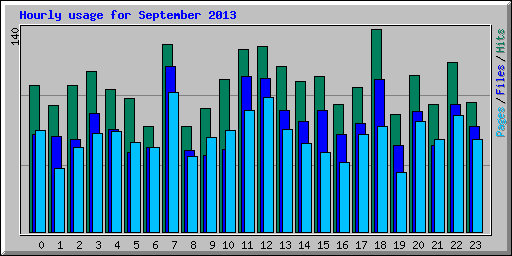 Hourly usage for September 2013
140
Pages / Files / Hits
0 1 2 3 4 5 6 7 8 9 10 11 12 13 14 15 16 17 18 19 20 21 22 23